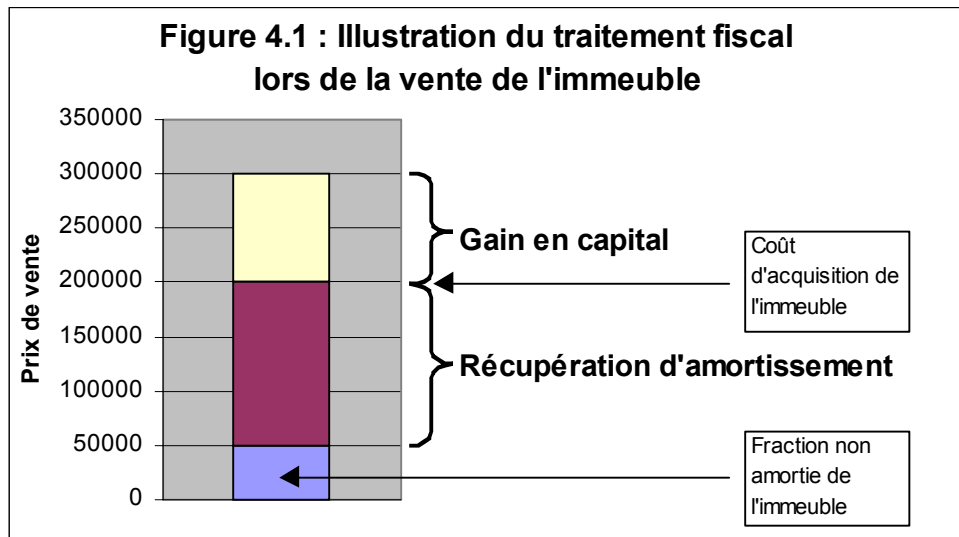 Figure 4.1 : Illustration du traitement fiscal
lors de la vente de l'immeuble
Prix de vente
350000
300000
250000
200000
150000
100000
50000
0
Gain en capital
Récupération d'amortissement
Coût
d'acquisition de
l'immeuble
Fraction non
amortie de
l'immeuble